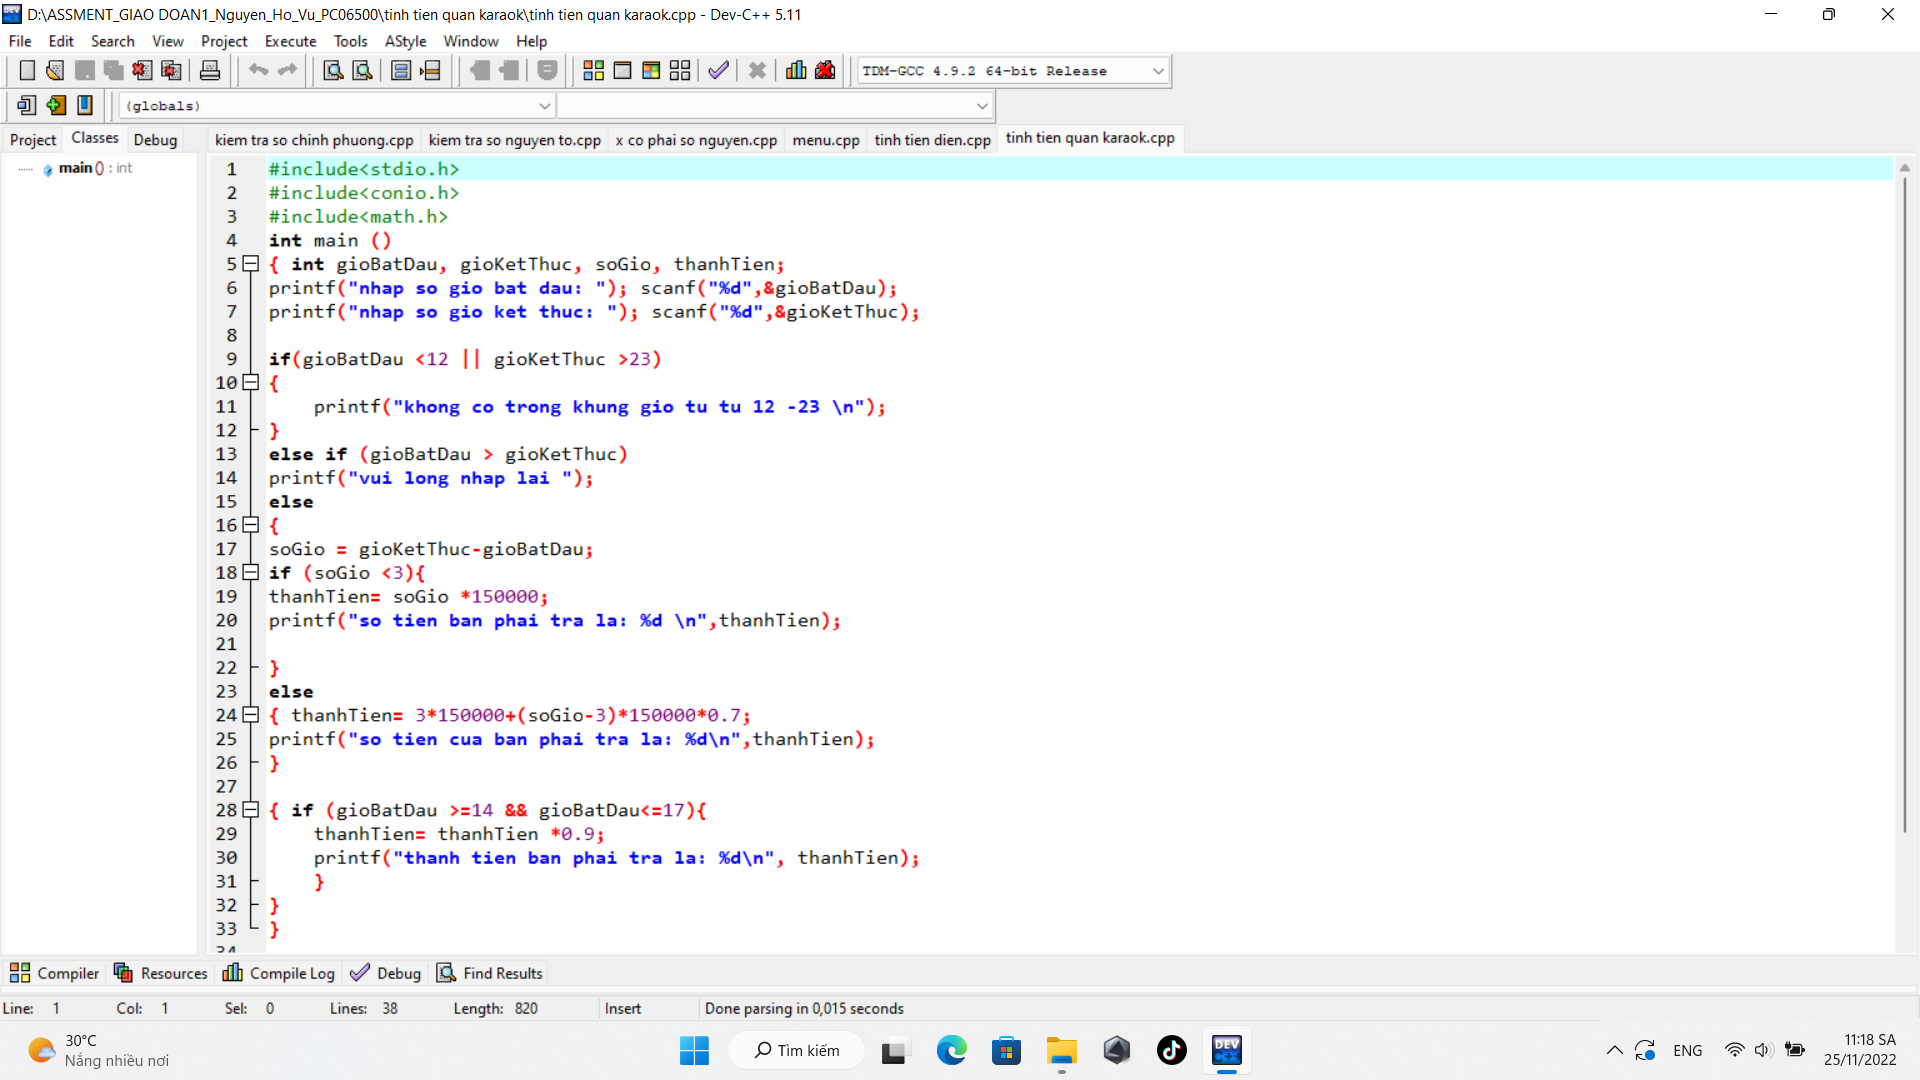 D:\ASSMENT_GIAO DOAN1_Nguyen_Ho_Vu_PC06500\tinh tien quan karaok\tinh tien quan karaok.cpp - Dev-C++ 5.11
File Edit Search View Project Execute Tools AStyle Window Help
TDM-GCC 4.9.2 64-bit Release
(globals)
Project Classes Debug
kiem tra so chinh phuong.cpp kiem tra so nguyen to.cpp x co phai so nguyen.cpp menu.cpp tinh tien dien.cpp tinh tien quan karaok.cpp
main () : int
1 #include<stdio.h>
2 #include<conio.h>
3 #include<math.h>
4 int main ()
5 { int gioBatDau, gioKetThuc, soGio, thanhTien;
6 printf("nhap so gio bat dau: "); scanf("%d",&gioBatDau);
7 printf("nhap so gio ket thuc: "); scanf("%d",&gioKetThuc);
8
9 if(gioBatDau <12 || gioKetThuc >23)
10 {
11 printf("khong co trong khung gio tu tu 12 -23 \n");
12 }
13 else if (gioBatDau > gioKetThuc)
14 printf("vui long nhap lai ");
15 else
16 {
17 soGio = gioKetThuc-gioBatDau;
18 if (soGio <3){
19 thanhTien= soGio *150000;
20 printf("so tien ban phai tra la: %d \n",thanhTien);
21
22 }
23 else
24 { thanhTien= 3*150000+(soGio-3)*150000*0.7;
25 printf("so tien cua ban phai tra la: %d\n",thanhTien);
26 }
27
28 { if (gioBatDau >=14 && gioBatDau<=17){
29 thanhTien= thanhTien *0.9;
30 printf("thanh tien ban phai tra la: %d\n", thanhTien);
31 }
32 }
33 }
34
Compiler Resources Compile Log Debug Find Results
Line: 1 Col: 1 Sel: 0 Lines: 38 Length: 820 Insert Done parsing in 0,015 seconds
30°C
Nắng nhiều nơi
Tìm kiếm
DEV C++
ENG
11:18 SA
25/11/2022